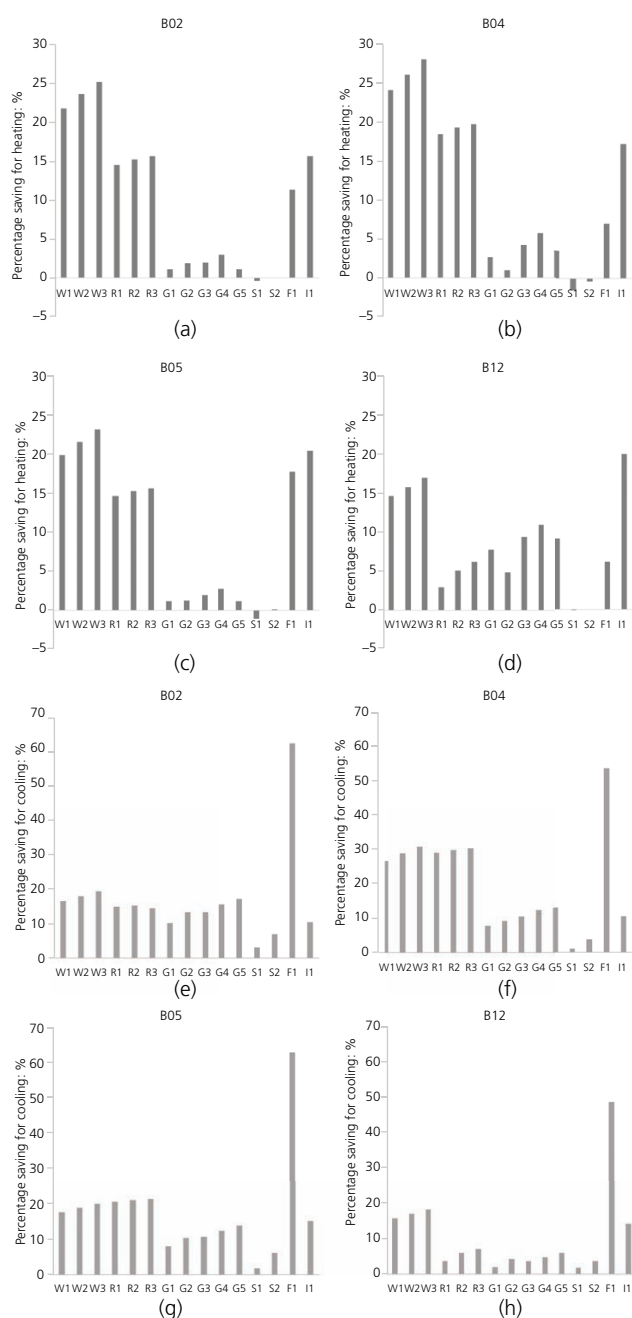 B02
Percentage saving for heating: %
30
25
20
15
10
5
0
–5
W1 W2 W3 R1 R2 R3 G1 G2 G3 G4 G5 S1 S2 F1 I1
(a)
B04
Percentage saving for heating: %
30
25
20
15
10
5
0
–5
W1 W2 W3 R1 R2 R3 G1 G2 G3 G4 G5 S1 S2 F1 I1
(b)
B05
Percentage saving for heating: %
30
25
20
15
10
5
0
–5
W1 W2 W3 R1 R2 R3 G1 G2 G3 G4 G5 S1 S2 F1 I1
(c)
B12
Percentage saving for heating: %
30
25
20
15
10
5
0
–5
W1 W2 W3 R1 R2 R3 G1 G2 G3 G4 G5 S1 S2 F1 I1
(d)
B02
Percentage saving for cooling: %
70
60
50
40
30
20
10
0
W1 W2 W3 R1 R2 R3 G1 G2 G3 G4 G5 S1 S2 F1 I1
(e)
B04
Percentage saving for cooling: %
70
60
50
40
30
20
10
0
W1 W2 W3 R1 R2 R3 G1 G2 G3 G4 G5 S1 S2 F1 I1
(f)
B05
Percentage saving for cooling: %
70
60
50
40
30
20
10
0
W1 W2 W3 R1 R2 R3 G1 G2 G3 G4 G5 S1 S2 F1 I1
(g)
B12
Percentage saving for cooling: %
70
60
50
40
30
20
10
0
W1 W2 W3 R1 R2 R3 G1 G2 G3 G4 G5 S1 S2 F1 I1
(h)